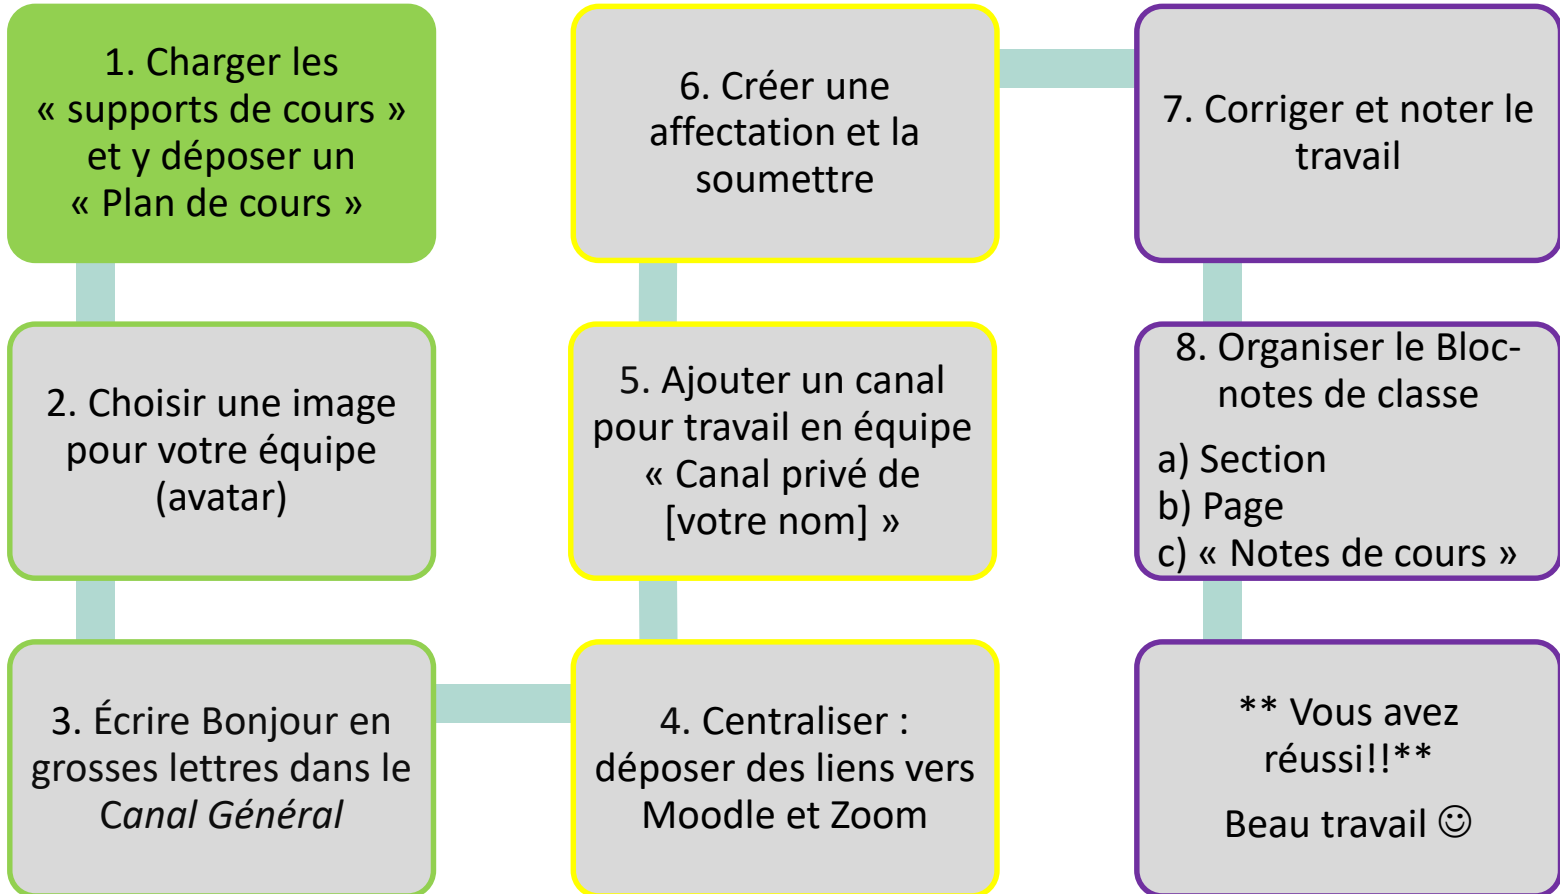 1. Charger les
« supports de cours »
et y déposer un
« Plan de cours »
2. Choisir une image
pour votre équipe
(avatar)
3. Écrire Bonjour en
grosses lettres dans le
Canal Général
4. Centraliser :
déposer des liens vers
Moodle et Zoom
5. Ajouter un canal
pour travail en équipe
« Canal privé de
[votre nom] »
6. Créer une
affectation et la
soumettre
7. Corriger et noter le
travail
8. Organiser le Bloc-
notes de classe
a) Section
b) Page
c) « Notes de cours »
** Vous avez
réussi!!**
Beau travail ☺